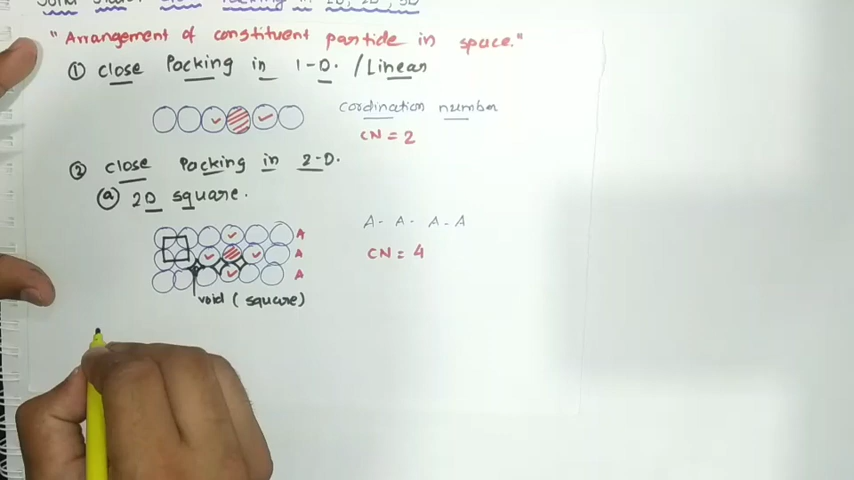 "Arrangement of constituent particle in space."
① close Packing in 1-D. / Linear
cordination number
CN = 2
② close Packing in 2-D.
ⓐ 2D square.
A - A - A - A
A
A
A
CN = 4
void (square)